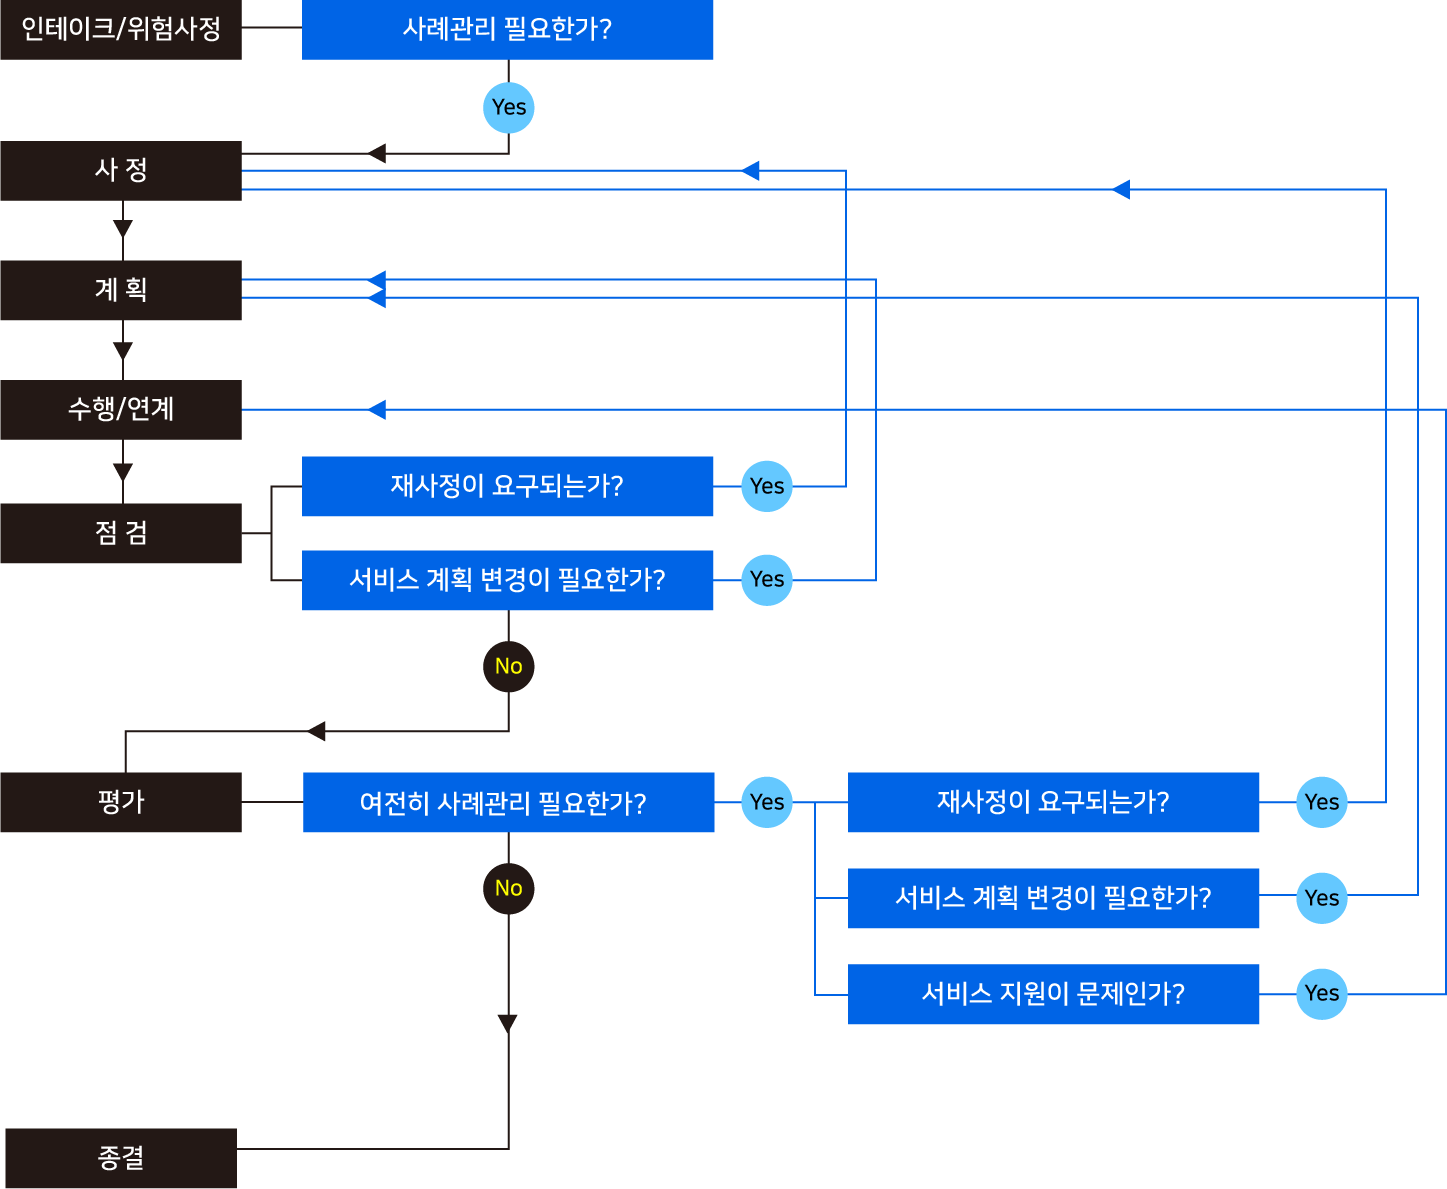 인테이크/위험사정
사례관리 필요한가?
Yes
사 정
계 획
수행/연계
재사정이 요구되는가?
Yes
점 검
서비스 계획 변경이 필요한가?
Yes
No
평가
여전히 사례관리 필요한가?
Yes
재사정이 요구되는가?
Yes
No
서비스 계획 변경이 필요한가?
Yes
서비스 지원이 문제인가?
Yes
종결